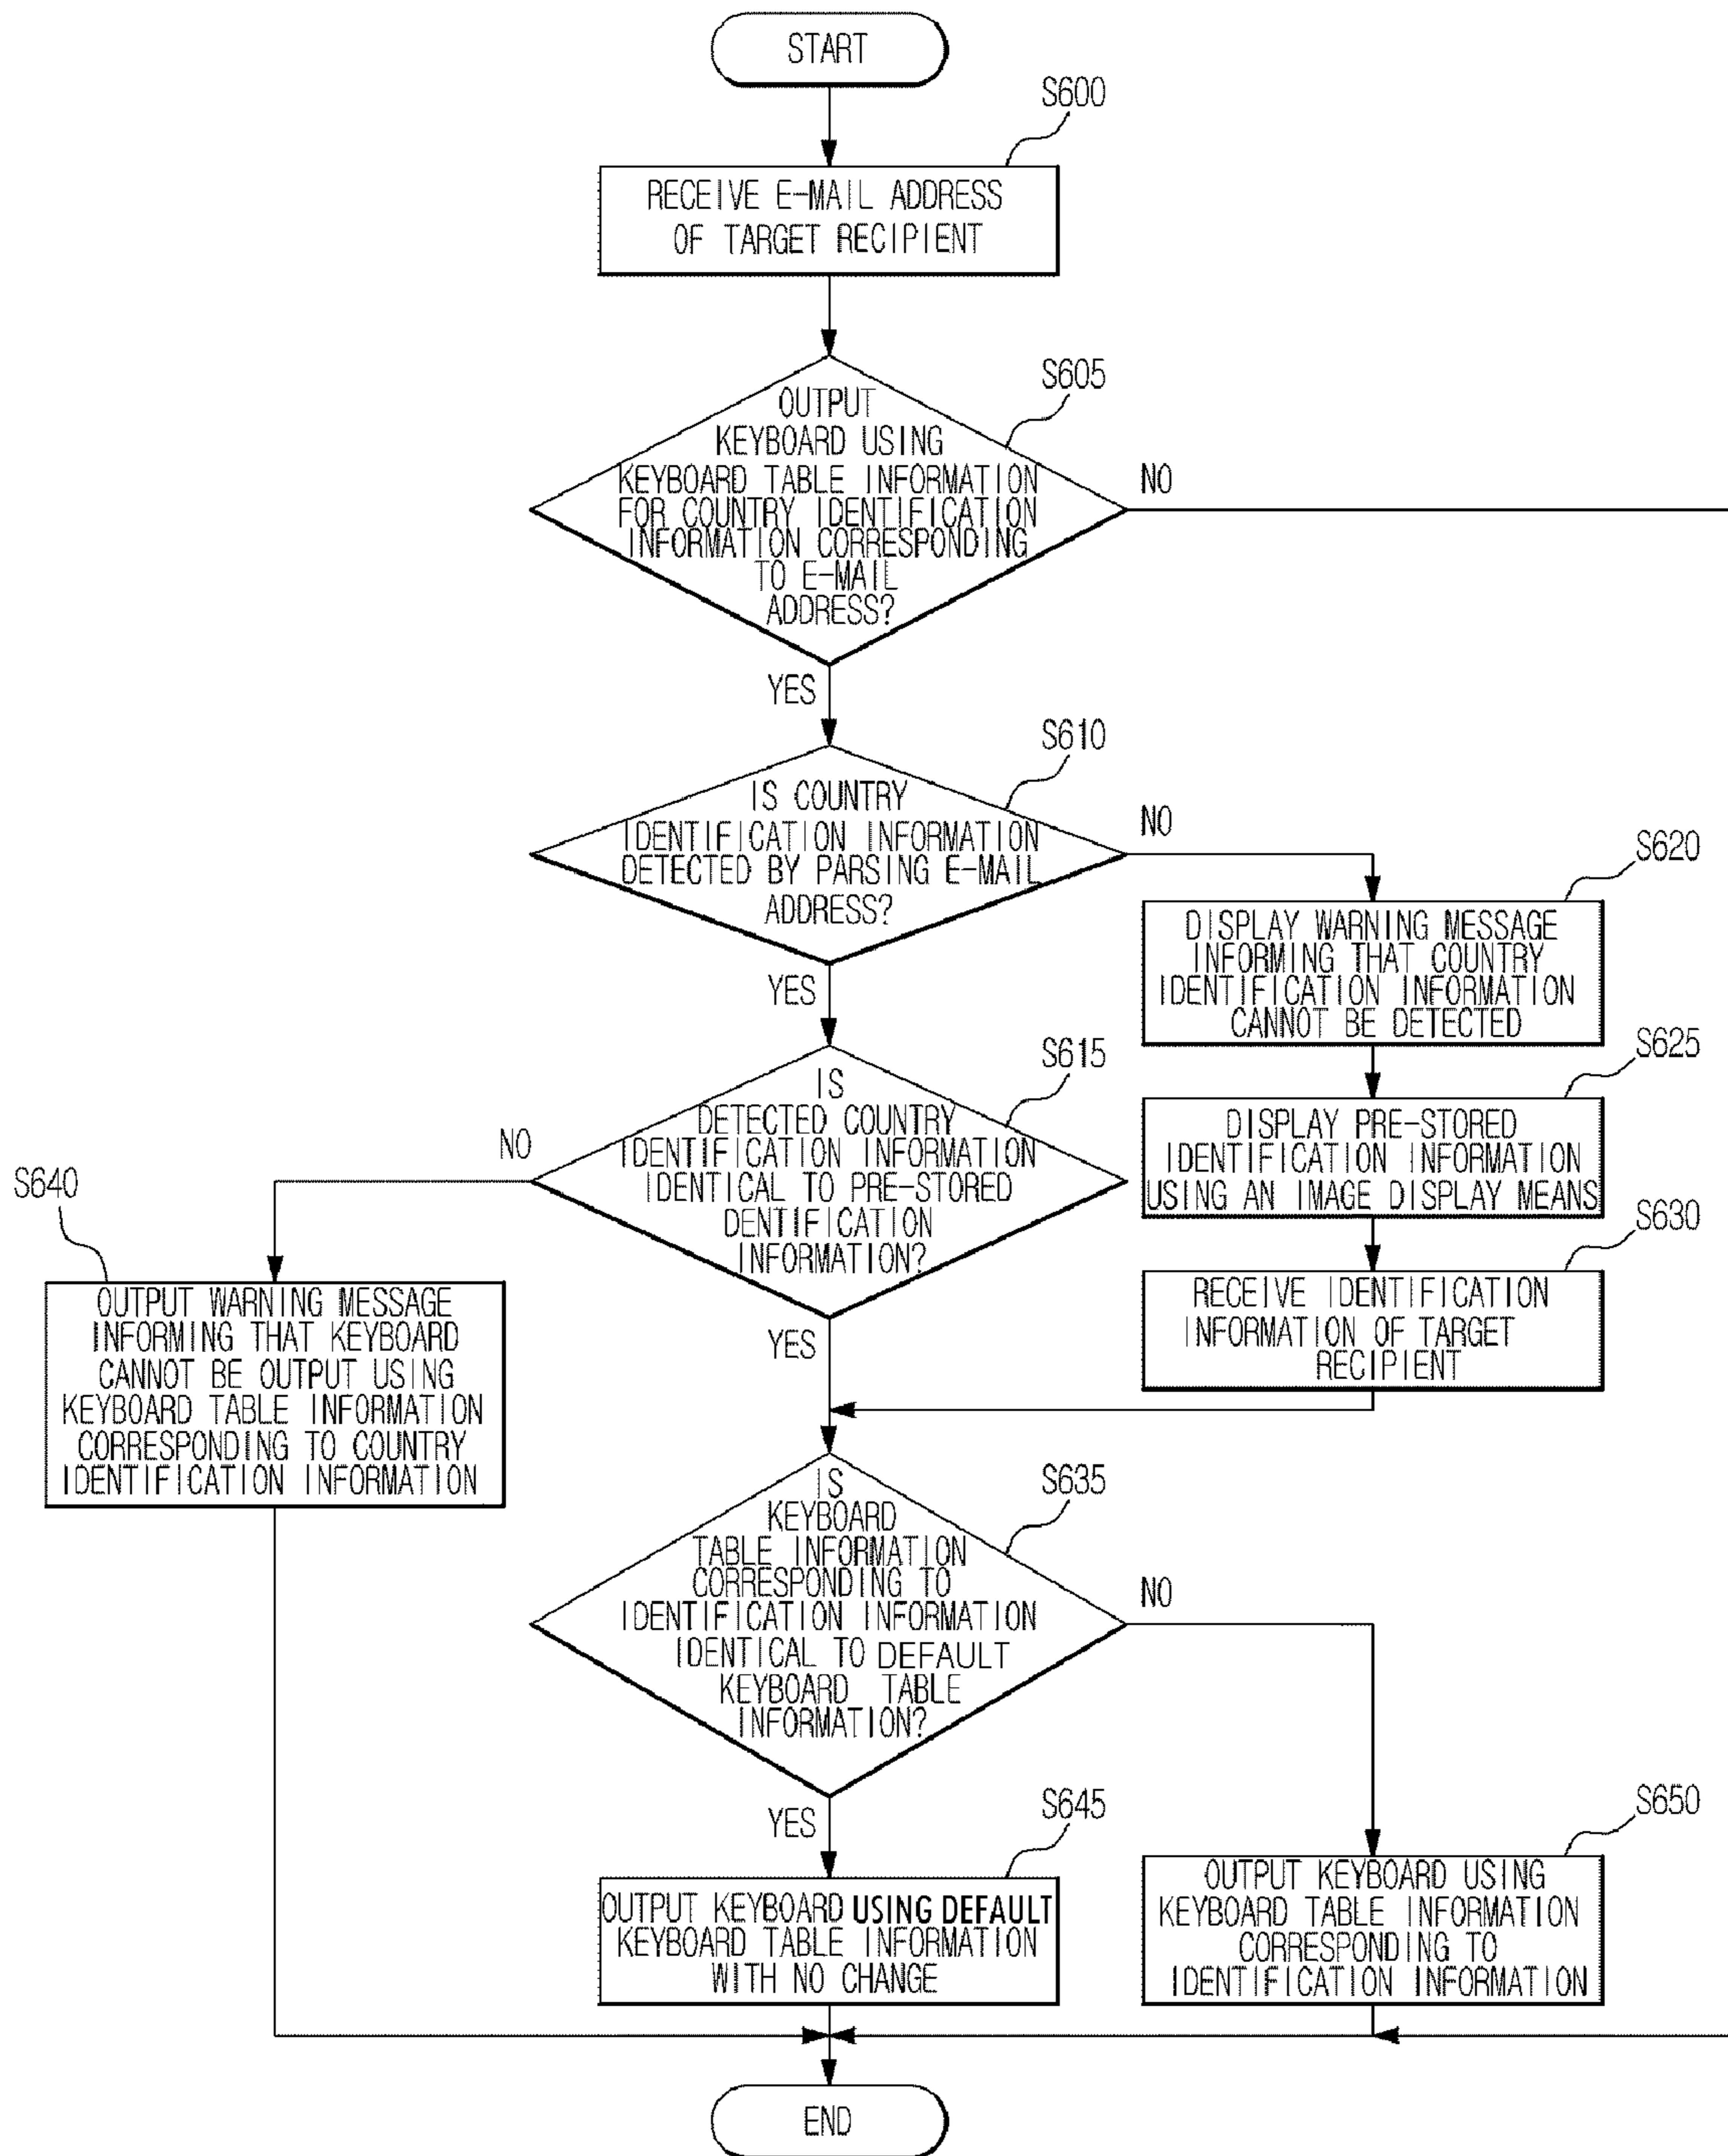 START
S600
RECEIVE E-MAIL ADDRESS
OF TARGET RECIPIENT
S605
OUTPUT
KEYBOARD USING
KEYBOARD TABLE INFORMATION
FOR COUNTRY IDENTIFICATION
INFORMATION CORRESPONDING
TO E-MAIL
ADDRESS?
NO
YES
S610
IS COUNTRY
IDENTIFICATION INFORMATION
DETECTED BY PARSING E-MAIL
ADDRESS?
NO
YES
S620
DISPLAY WARNING MESSAGE
INFORMING THAT COUNTRY
IDENTIFICATION INFORMATION
CANNOT BE DETECTED
S615
IS
DETECTED COUNTRY
IDENTIFICATION INFORMATION
IDENTICAL TO PRE-STORED
DENTIFICATION
INFORMATION?
NO
YES
S625
DISPLAY PRE-STORED
IDENTIFICATION INFORMATION
USING AN IMAGE DISPLAY MEANS
S630
RECEIVE IDENTIFICATION
INFORMATION OF TARGET
RECIPIENT
S640
OUTPUT WARNING MESSAGE
INFORMING THAT KEYBOARD
CANNOT BE OUTPUT USING
KEYBOARD TABLE INFORMATION
CORRESPONDING TO COUNTRY
IDENTIFICATION INFORMATION
S635
IS
KEYBOARD
TABLE INFORMATION
CORRESPONDING TO
IDENTIFICATION INFORMATION
IDENTICAL TO DEFAULT
KEYBOARD TABLE
INFORMATION?
NO
YES
S645
OUTPUT KEYBOARD USING DEFAULT
KEYBOARD TABLE INFORMATION
WITH NO CHANGE
S650
OUTPUT KEYBOARD USING
KEYBOARD TABLE INFORMATION
CORRESPONDING TO
IDENTIFICATION INFORMATION
END